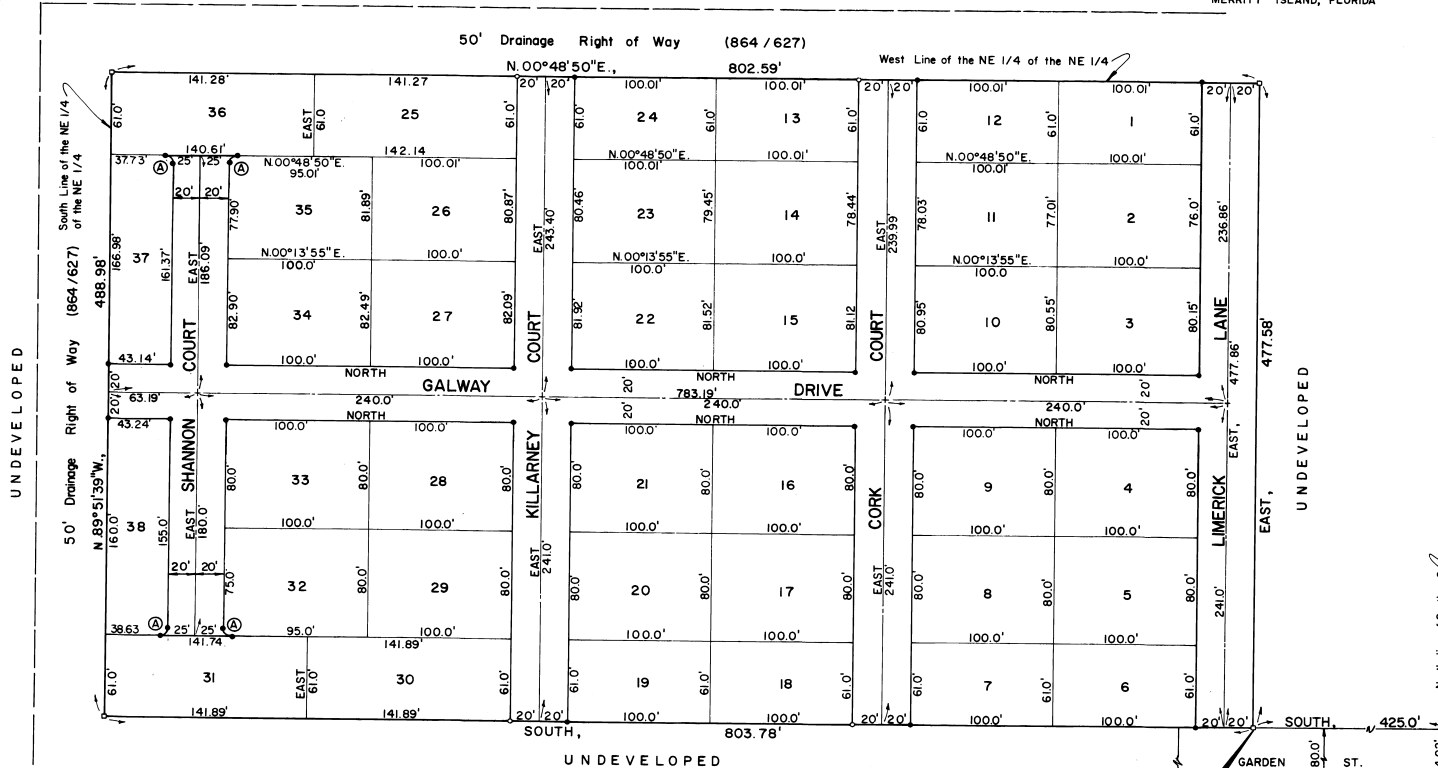 MERRITT ISLAND, FLORIDA
50' Drainage Right of Way (864/627)
N.00°48'50"E., 802.59'
West Line of the NE 1/4 of the NE 1/4
141.28' 141.27 20' 20' 100.01' 100.01' 20' 20' 100.01' 100.01' 20' 20'
61.0' 36 EAST 61.0 25 61.0' 61.0' 24 61.0' 13 61.0' 12 61.0' 1 61.0'
South Line of the NE 1/4
of the NE 1/4
140.61' 142.14
37.73' 25' 25' N.00°48'50"E. 100.01' N.00°48'50"E. 100.01' N.00°48'50"E. 100.01'
A A 95.01' 100.01' 100.01'
20' 20'
77.90' 35 81.89' 26 80.87' EAST 243.40' 80.46' 23 79.45' 14 78.44' EAST 239.99' 78.03' 11 77.01' 2 76.0' 236.86'
166.98' 37 161.37' EAST 186.09'
N.00°13'55"E. 100.0' N.00°13'55"E. 100.0' N.00°13'55"E. 100.0'
100.0' 100.0' 100.0
50' Drainage Right of Way (864/627)
N.89°51'39"W., 488.98'
82.90' 34 82.49' 27 82.09' 81.92' 22 81.52' 15 81.12 80.95' 10 80.55' 3 80.15'
SHANNON COURT
KILLARNEY COURT
CORK COURT
LIMERICK LANE
43.14' 100.0' 100.0' 100.0' 100.0' 100.0' 100.0'
NORTH NORTH NORTH
20' GALWAY DRIVE 20' 20'
63.19' 240.0' 783.19' 240.0' 240.0'
20' NORTH 20' NORTH NORTH 20'
EAST, 477.86'
EAST, 477.58'
UNDEVELOPED
UNDEVELOPED
43.24' 100.0' 100.0' 100.0' 100.0' 100.0' 100.0'
80.0' 33 28 80.0' 80.0' 21 80.0' 16 80.0' 80.0' 9 80.0' 4 80.0'
160.0' 38 155.0' EAST 180.0'
100.0' 100.0' 100.0' 100.0' 100.0' 100.0'
EAST 241.0' EAST 241.0' 241.0'
20' 20'
75.0' 32 80.0' 29 80.0' 80.0' 20 80.0' 17 80.0' 80.0' 8 80.0' 5 80.0'
A A
38.63 25' 25' 95.0' 100.0' 100.0' 100.0' 100.0' 100.0'
141.74 141.89'
61.0' 31 EAST 61.0' 30 61.0' 61.0' 19 61.0' 18 61.0' 61.0' 7 61.0' 6 61.0'
141.89' 141.89' 20' 20' 100.0' 100.0' 20' 20' 100.0' 100.0' 20' 20'
SOUTH, 803.78'
SOUTH, 425.0'
UNDEVELOPED
GARDEN 80.0' ST.